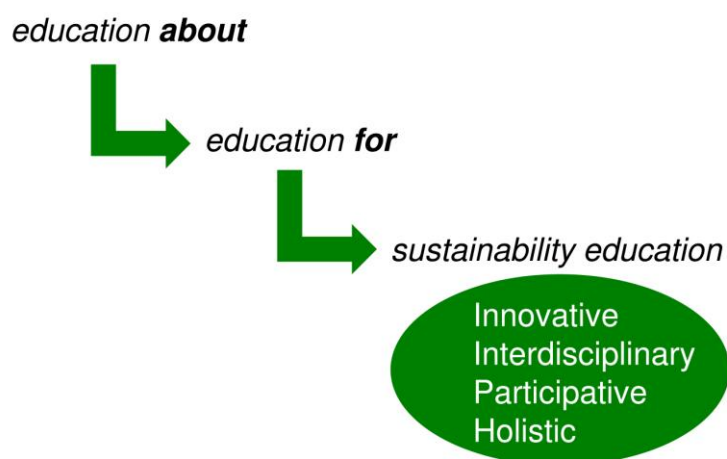 education about
education for
sustainability education
Innovative
Interdisciplinary
Participative
Holistic